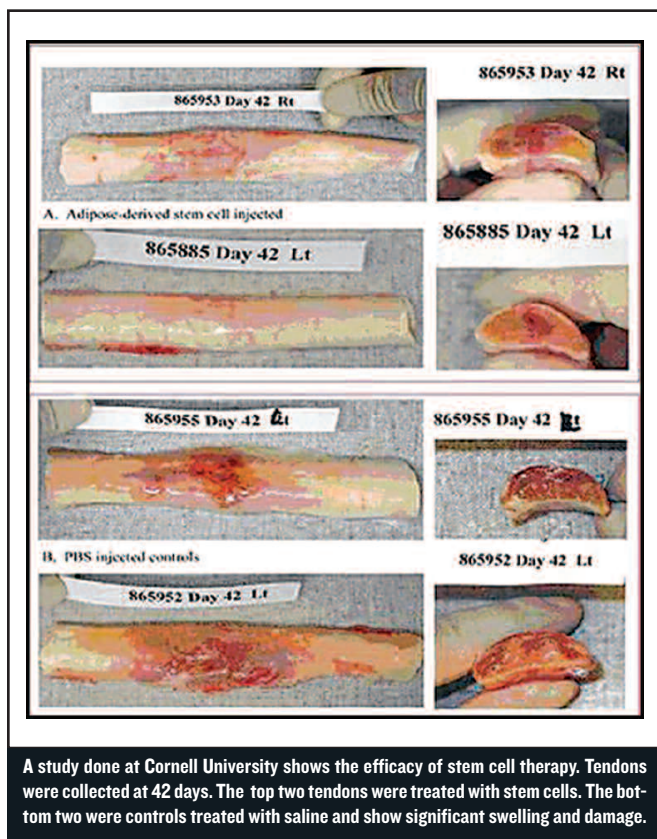 865953 Day 42 Rt
865953 Day 42 Rt
A. Adipose-derived stem cell injected
865885 Day 42 Lt
865885 Day 42 Lt
865955 Day 42
865955 Day 42
B. PBS injected controls
865952 Day 42 Lt
865952 Day 42 Lt
A study done at Cornell University shows the efficacy of stem cell therapy. Tendons
were collected at 42 days. The top two tendons were treated with stem cells. The bot-
tom two were controls treated with saline and show significant swelling and damage.